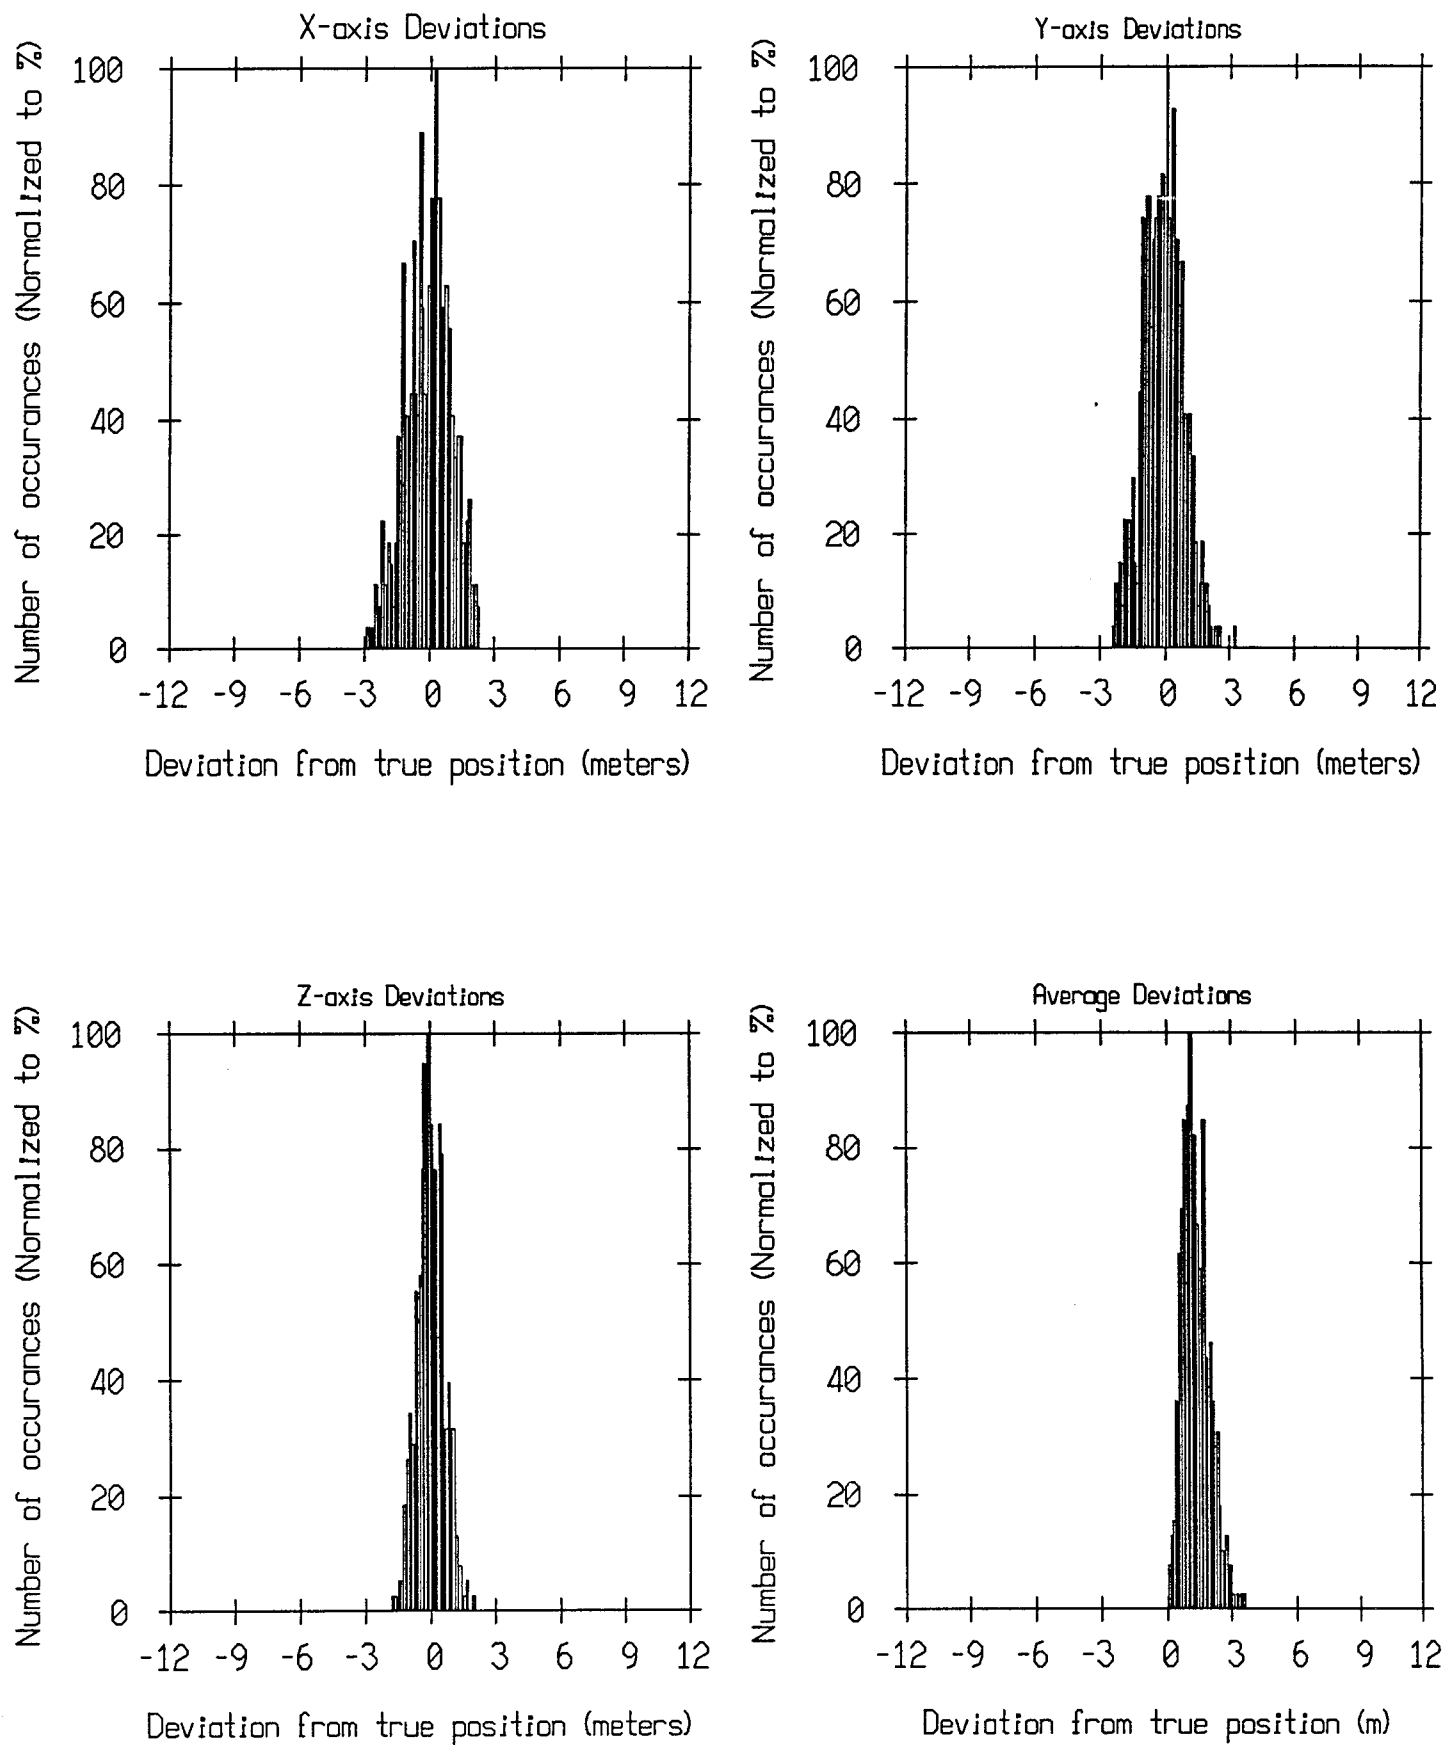 X-axis Deviations
Number of occurances (Normalized to %)
100
80
60
40
20
0
-12 -9 -6 -3 0 3 6 9 12
Deviation from true position (meters)
Y-axis Deviations
Number of occurances (Normalized to %)
100
80
60
40
20
0
-12 -9 -6 -3 0 3 6 9 12
Deviation from true position (meters)
Z-axis Deviations
Number of occurances (Normalized to %)
100
80
60
40
20
0
-12 -9 -6 -3 0 3 6 9 12
Deviation from true position (meters)
Average Deviations
Number of occurances (Normalized to %)
100
80
60
40
20
0
-12 -9 -6 -3 0 3 6 9 12
Deviation from true position (m)